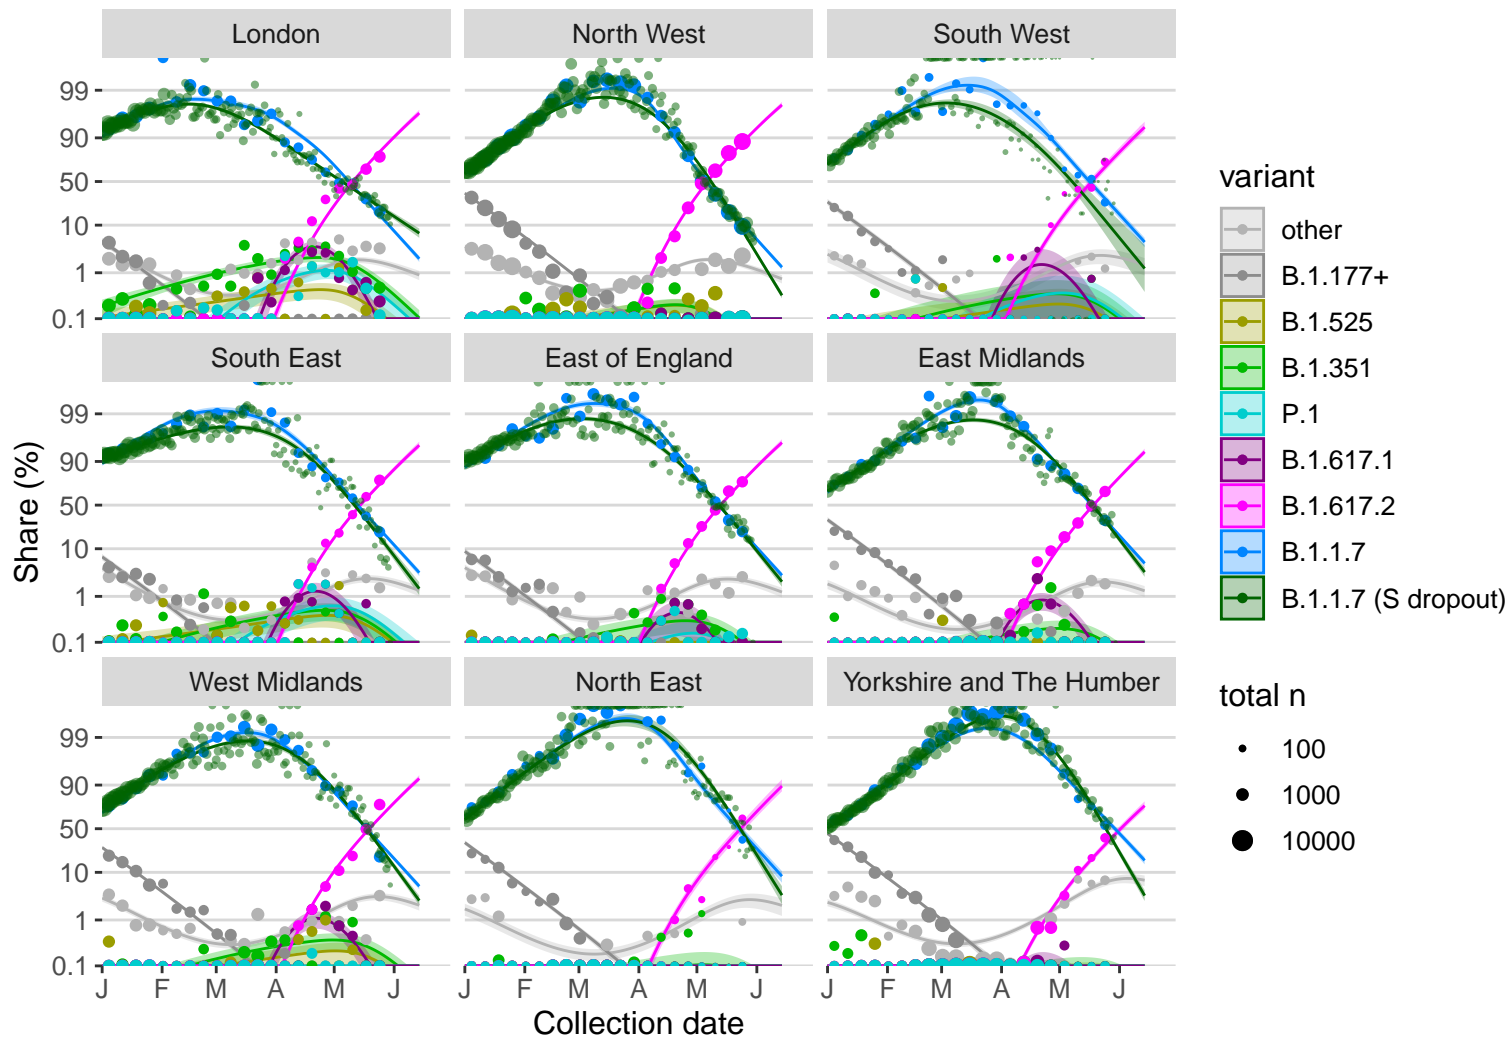 London
North West
South West
99
90
50
10
1
0.1
South East
East of England
East Midlands
99
90
50
10
1
0.1
West Midlands
North East
Yorkshire and The Humber
99
90
50
10
1
0.1
J F M A M J
J F M A M J
J F M A M J
Collection date
Share (%)
variant
other
B.1.177+
B.1.525
B.1.351
P.1
B.1.617.1
B.1.617.2
B.1.1.7
B.1.1.7 (S dropout)
total n
100
1000
10000